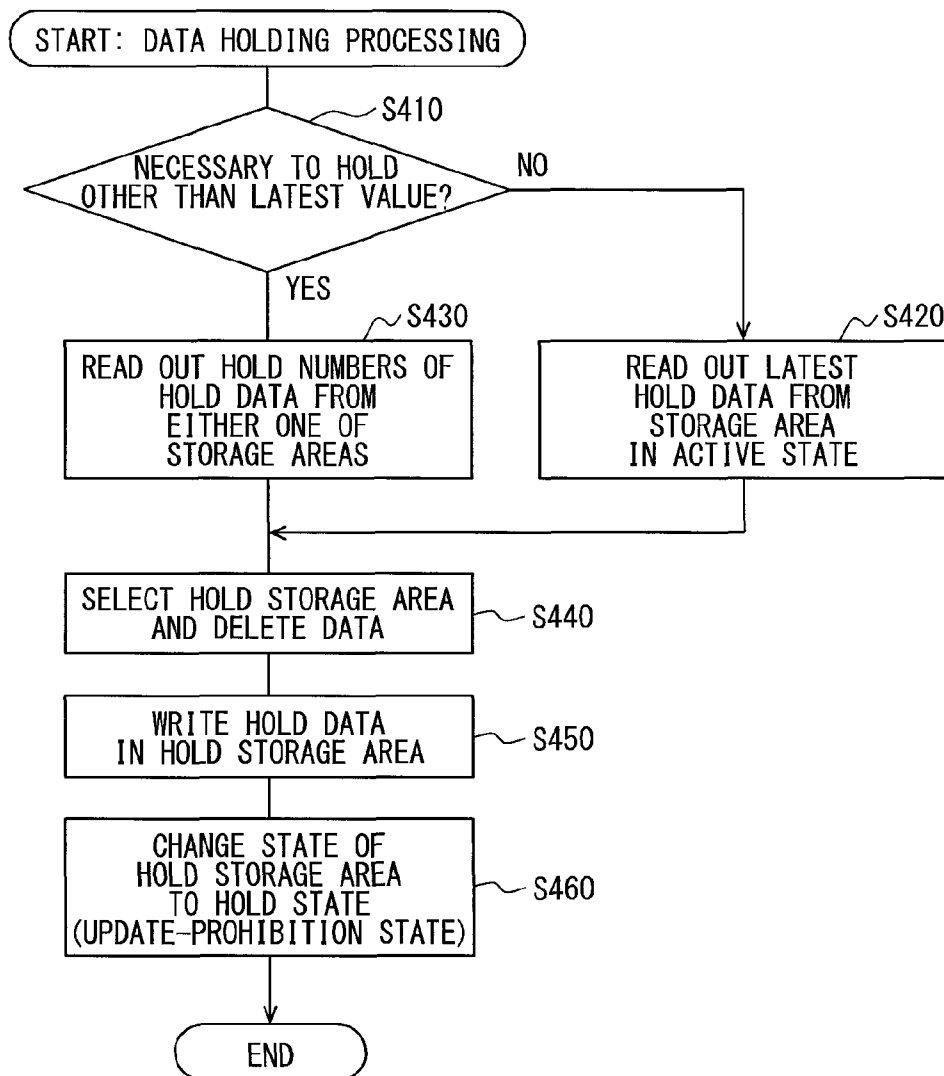 START: DATA HOLDING PROCESSING
S410
NECESSARY TO HOLD
OTHER THAN LATEST VALUE?
NO
YES
S430
READ OUT HOLD NUMBERS OF
HOLD DATA FROM
EITHER ONE OF
STORAGE AREAS
S420
READ OUT LATEST
HOLD DATA FROM
STORAGE AREA
IN ACTIVE STATE
SELECT HOLD STORAGE AREA
AND DELETE DATA
S440
WRITE HOLD DATA
IN HOLD STORAGE AREA
S450
CHANGE STATE OF
HOLD STORAGE AREA
TO HOLD STATE
(UPDATE-PROHIBITION STATE)
S460
END